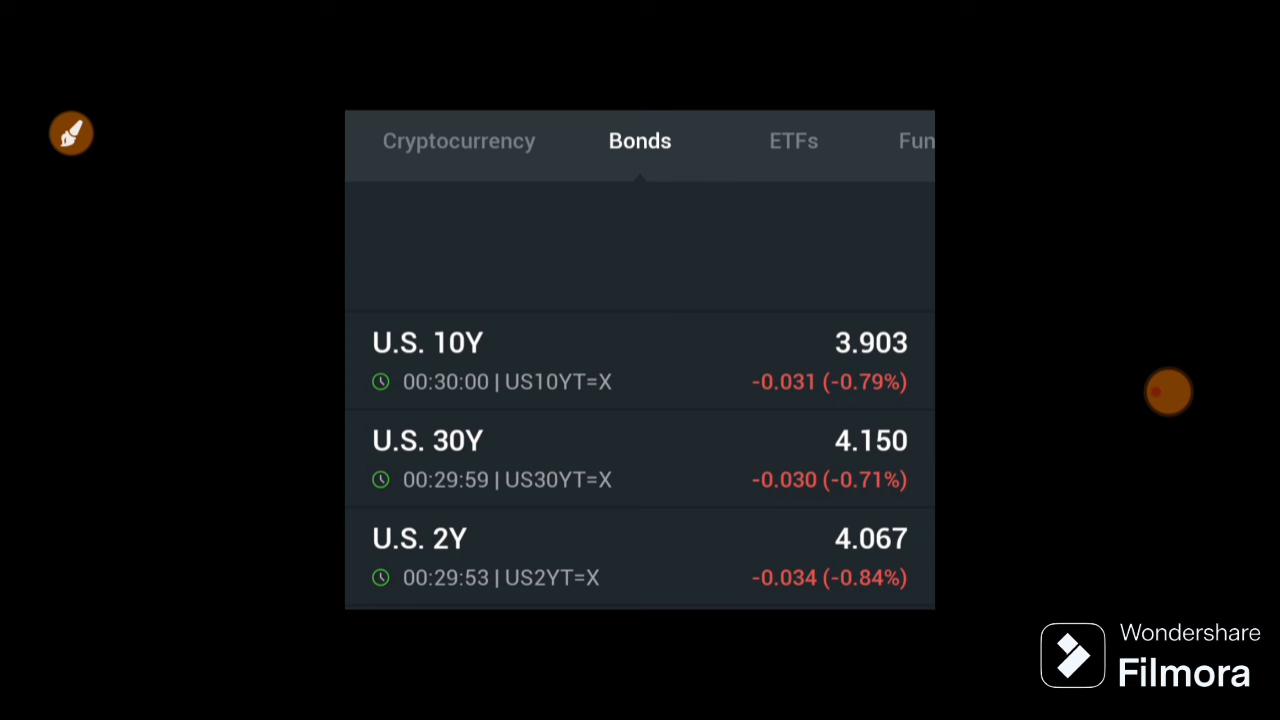 Cryptocurrency Bonds ETFs Fun
U.S. 10Y 3.903
00:30:00 | US10YT=X -0.031 (-0.79%)
U.S. 30Y 4.150
00:29:59 | US30YT=X -0.030 (-0.71%)
U.S. 2Y 4.067
00:29:53 | US2YT=X -0.034 (-0.84%)
Wondershare
Filmora